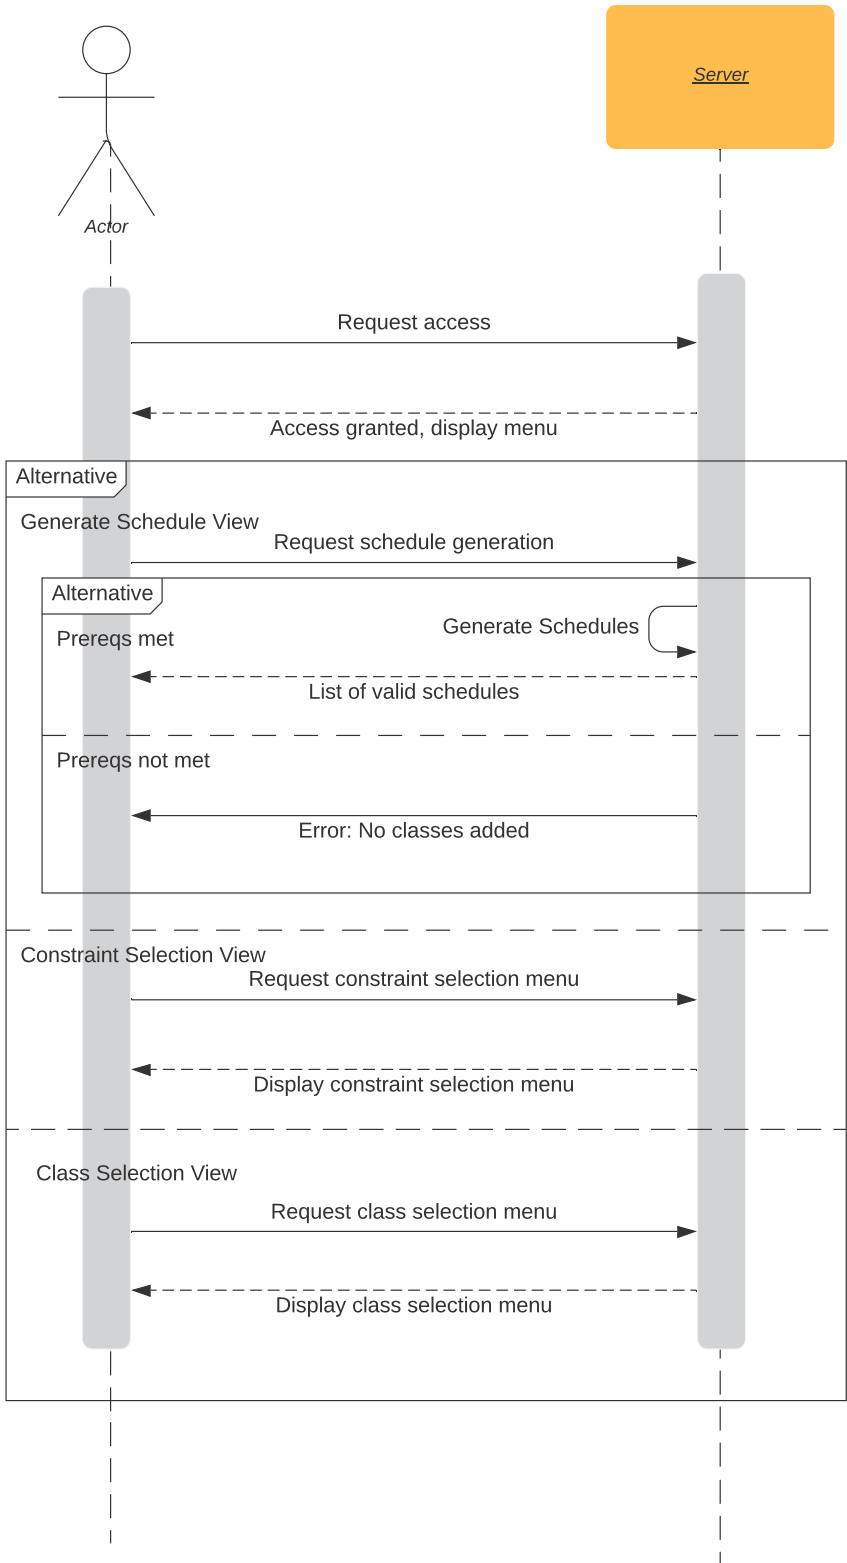 Server
Actor
Request access
Access granted, display menu
Alternative
Generate Schedule View
Request schedule generation
Alternative
Generate Schedules
Prereqs met
List of valid schedules
Prereqs not met
Error: No classes added
Constraint Selection View
Request constraint selection menu
Display constraint selection menu
Class Selection View
Request class selection menu
Display class selection menu